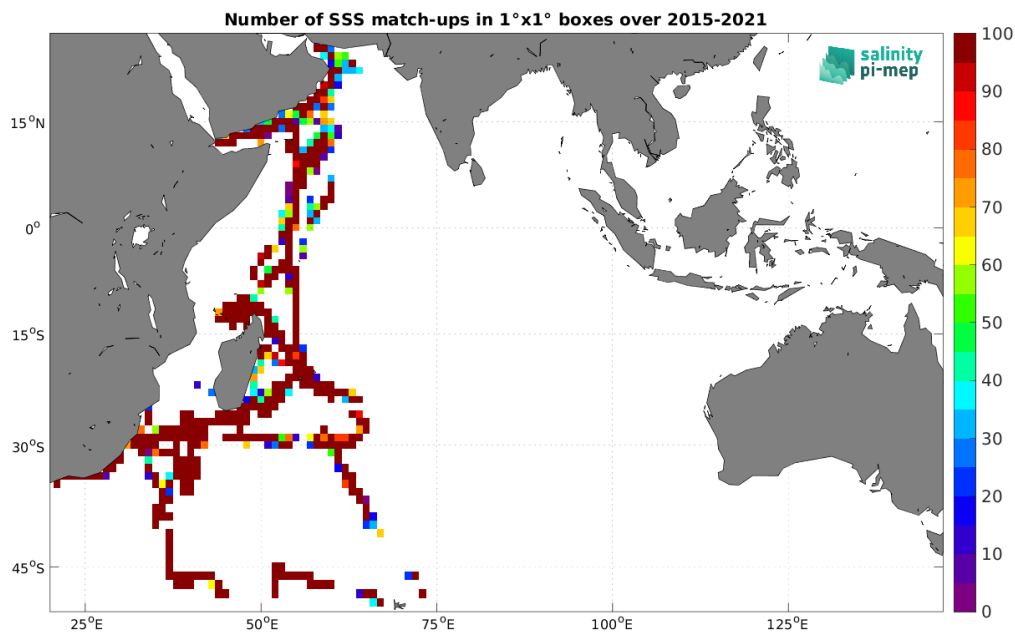 Number of SSS match-ups in 1°x1° boxes over 2015-2021
salinity
pi-mep
15°N
0°
15°S
30°S
45°S
25°E
50°E
75°E
100°E
125°E
100
90
80
70
60
50
40
30
20
10
0